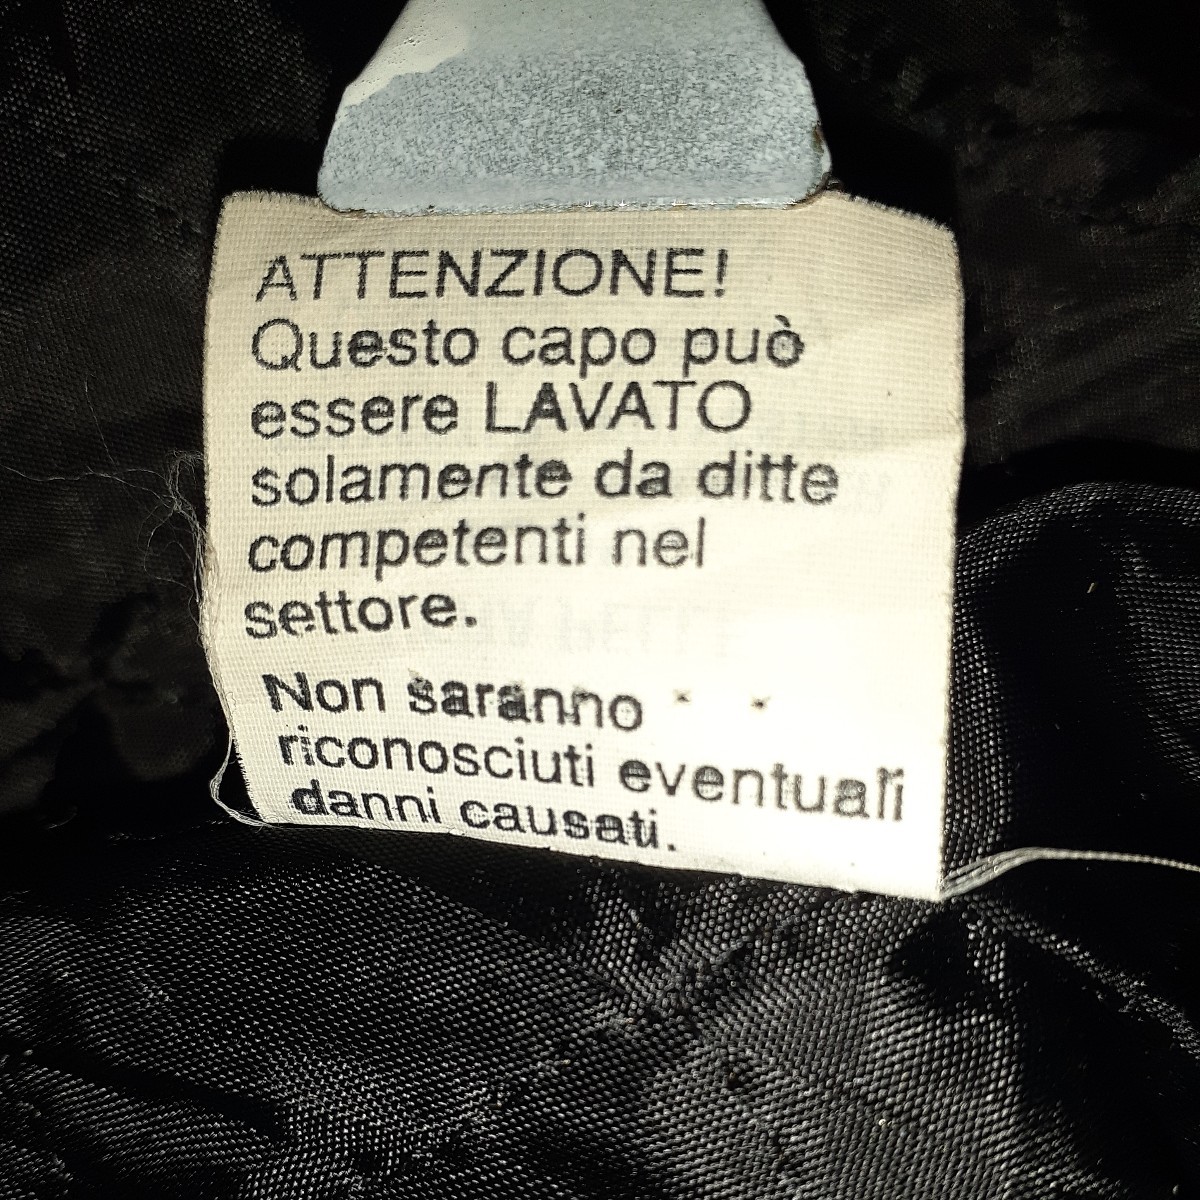 ATTENZIONE!
Questo capo può
essere LAVATO
solamente da ditte
competenti nel
settore.
Non saranno
riconosciuti eventuali
danni causati.